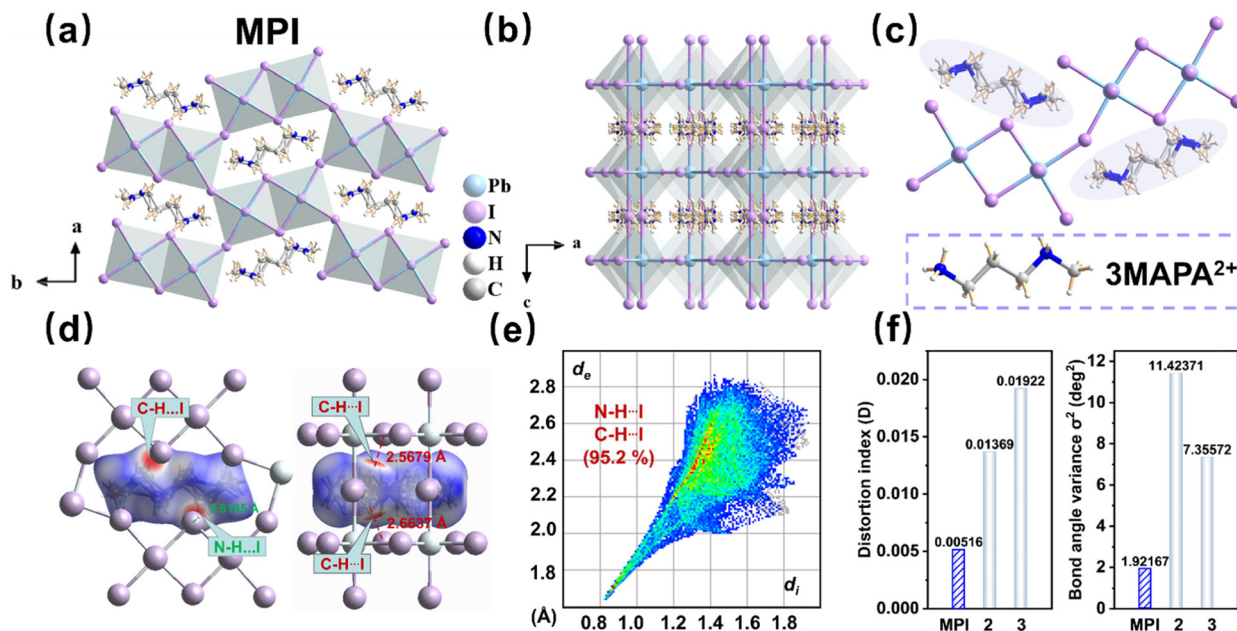 (a)
MPI
a
b
Pb
I
N
H
C
(b)
a
c
(c)
3MAPA²⁺
(d)
C-H...I
N-H...I
C-H···I
2.5679 Å
2.6637 Å
C-H···I
(e)
dₑ
N-H···I
C-H···I
(95.2 %)
2.8
2.6
2.4
2.2
2.0
1.8
dᵢ
(Å)
0.8 1.0 1.2 1.4 1.6 1.8
(f)
Distortion index (D)
0.020
0.015
0.010
0.005
0.000
0.00516
0.01369
0.01922
MPI 2 3
Bond angle variance σ² (deg²)
12
10
8
6
4
2
0
1.92167
11.42371
7.35572
MPI 2 3